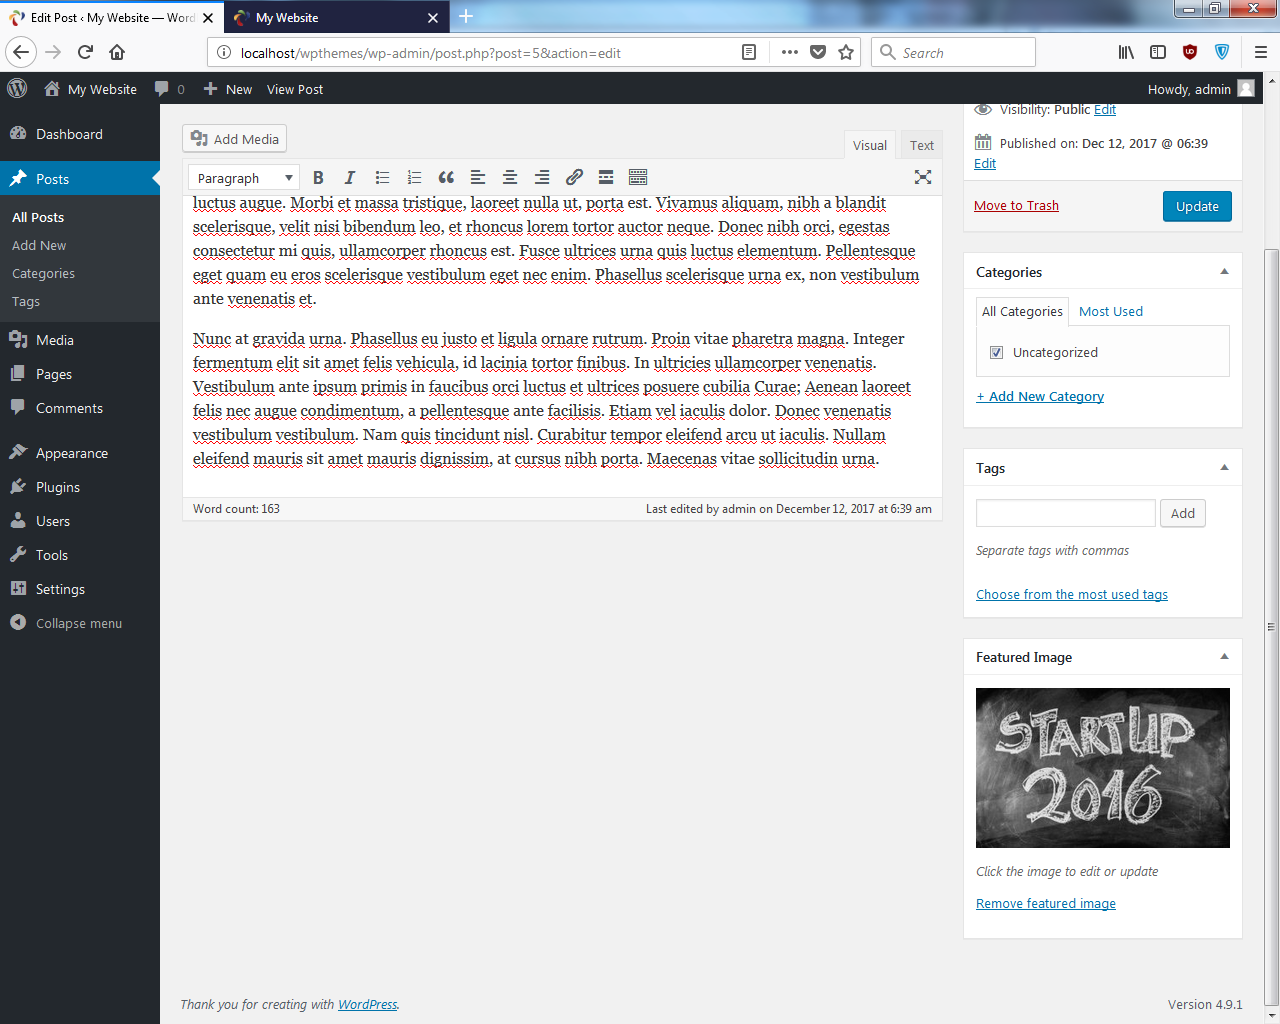 Edit Post ‹ My Website — Word
My Website
localhost/wpthemes/wp-admin/post.php?post=5&action=edit
Search
My Website
0
New
View Post
Howdy, admin
Dashboard
Posts
All Posts
Add New
Categories
Tags
Media
Pages
Comments
Appearance
Plugins
Users
Tools
Settings
Collapse menu
Add Media
Visual
Text
Paragraph
luctus augue. Morbi et massa tristique, laoreet nulla ut, porta est. Vivamus aliquam, nibh a blandit
scelerisque, velit nisi bibendum leo, et rhoncus lorem tortor auctor neque. Donec nibh orci, egestas
consectetur mi quis, ullamcorper rhoncus est. Fusce ultrices urna quis luctus elementum. Pellentesque
eget quam eu eros scelerisque vestibulum eget nec enim. Phasellus scelerisque urna ex, non vestibulum
ante venenatis et.
Nunc at gravida urna. Phasellus eu justo et ligula ornare rutrum. Proin vitae pharetra magna. Integer
fermentum elit sit amet felis vehicula, id lacinia tortor finibus. In ultricies ullamcorper venenatis.
Vestibulum ante ipsum primis in faucibus orci luctus et ultrices posuere cubilia Curae; Aenean laoreet
felis nec augue condimentum, a pellentesque ante facilisis. Etiam vel iaculis dolor. Donec venenatis
vestibulum vestibulum. Nam quis tincidunt nisl. Curabitur tempor eleifend arcu ut iaculis. Nullam
eleifend mauris sit amet mauris dignissim, at cursus nibh porta. Maecenas vitae sollicitudin urna.
Word count: 163
Last edited by admin on December 12, 2017 at 6:39 am
Visibility: Public Edit
Published on: Dec 12, 2017 @ 06:39
Edit
Move to Trash
Update
Categories
All Categories
Most Used
Uncategorized
+ Add New Category
Tags
Add
Separate tags with commas
Choose from the most used tags
Featured Image
STARTUP
2016
Click the image to edit or update
Remove featured image
Thank you for creating with WordPress.
Version 4.9.1